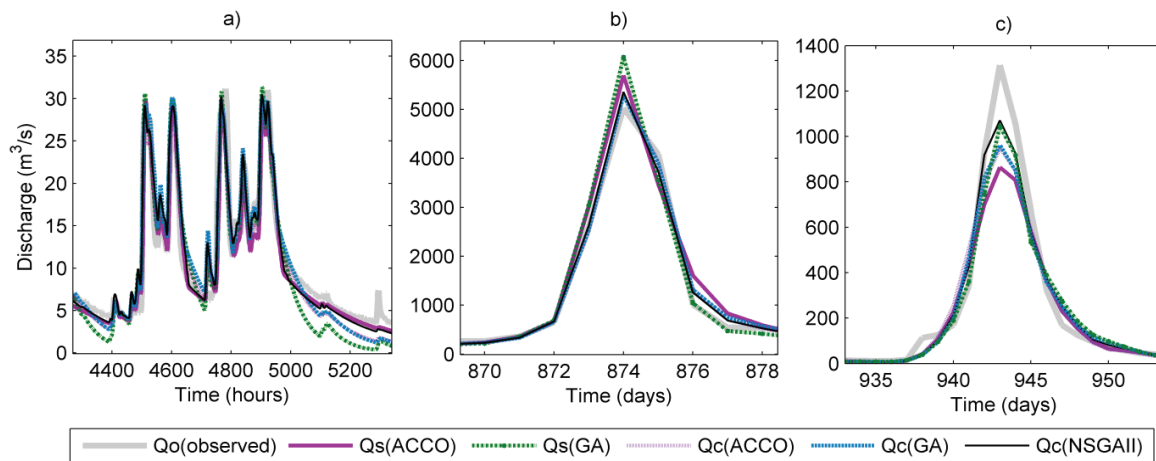 a)
b)
c)
Discharge (m³/s)
35
30
25
20
15
10
5
0
4400 4600 4800 5000 5200
Time (hours)
6000
5000
4000
3000
2000
1000
0
870 872 874 876 878
Time (days)
1400
1200
1000
800
600
400
200
0
935 940 945 950
Time (days)
Qo(observed) Qs(ACCO) Qs(GA) Qc(ACCO) Qc(GA) Qc(NSGAII)